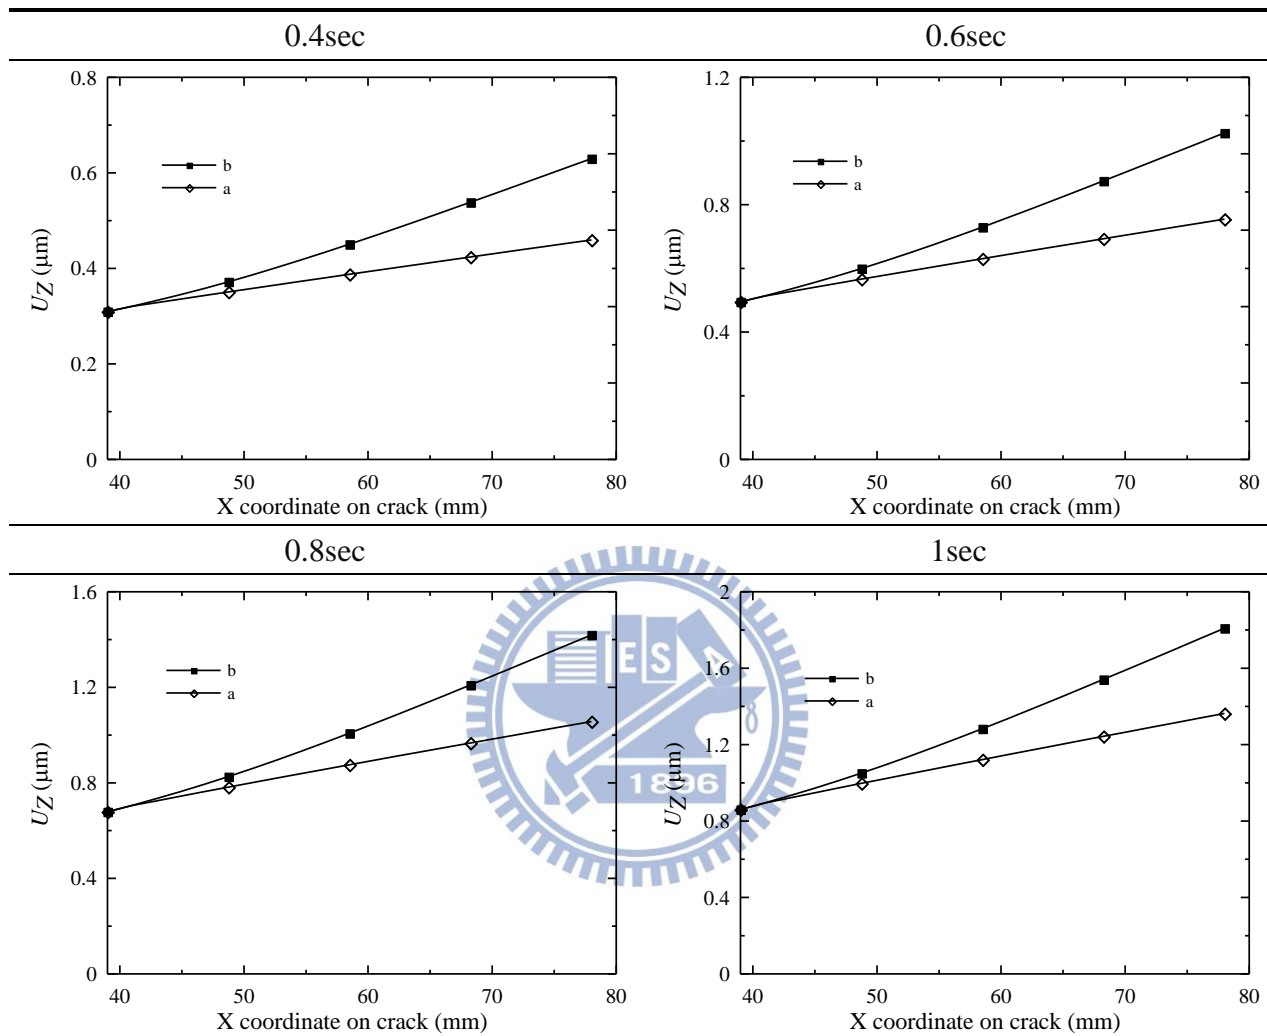 0.4sec
0.8
0.6
0.4
0.2
0
b
a
UZ (μm)
40 50 60 70 80
X coordinate on crack (mm)
0.6sec
1.2
0.8
0.4
0
b
a
UZ (μm)
40 50 60 70 80
X coordinate on crack (mm)
0.8sec
1.6
1.2
0.8
0.4
0
b
a
UZ (μm)
40 50 60 70 80
X coordinate on crack (mm)
1sec
2
1.6
1.2
0.8
0.4
0
b
a
UZ (μm)
40 50 60 70 80
X coordinate on crack (mm)
E S
A
1896